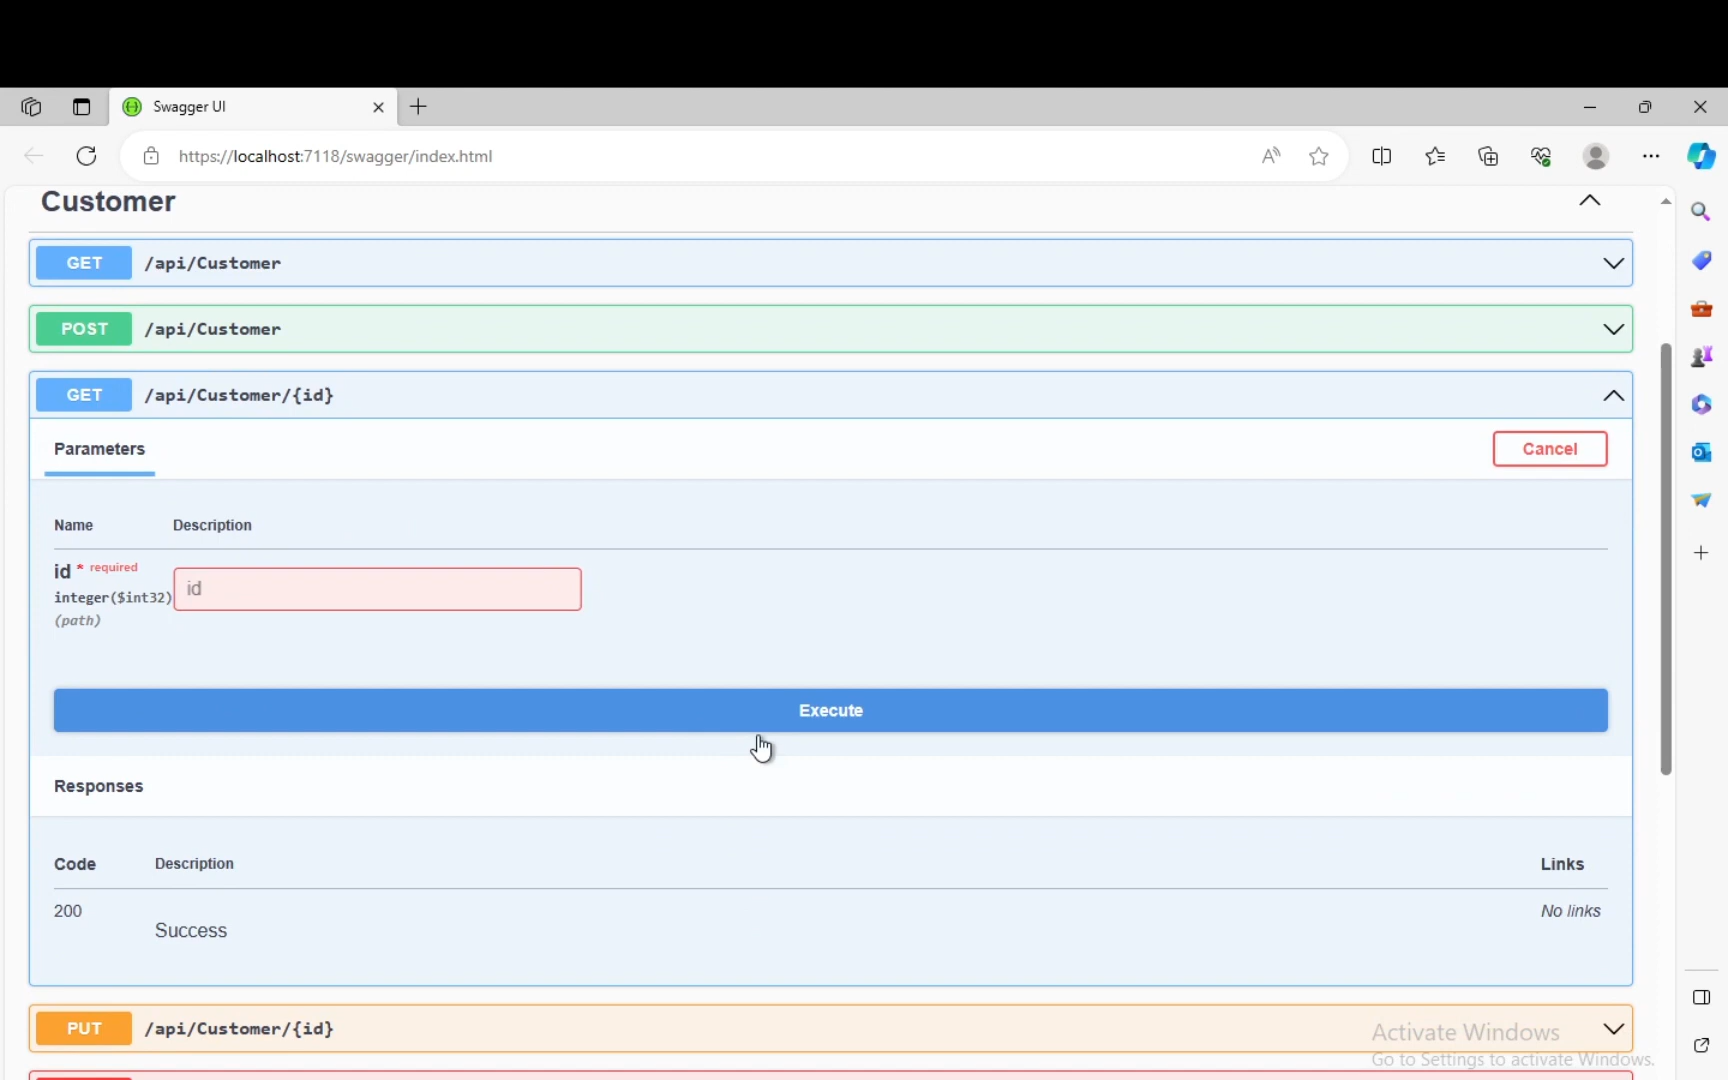 Swagger UI
https://localhost:7118/swagger/index.html
Customer
GET /api/Customer
POST /api/Customer
GET /api/Customer/{id}
Parameters
Cancel
Name Description
id * required
integer($int32)
(path)
id
Execute
Responses
Code Description Links
200 No links
Success
PUT /api/Customer/{id}
Activate Windows
Go to Settings to activate Windows.